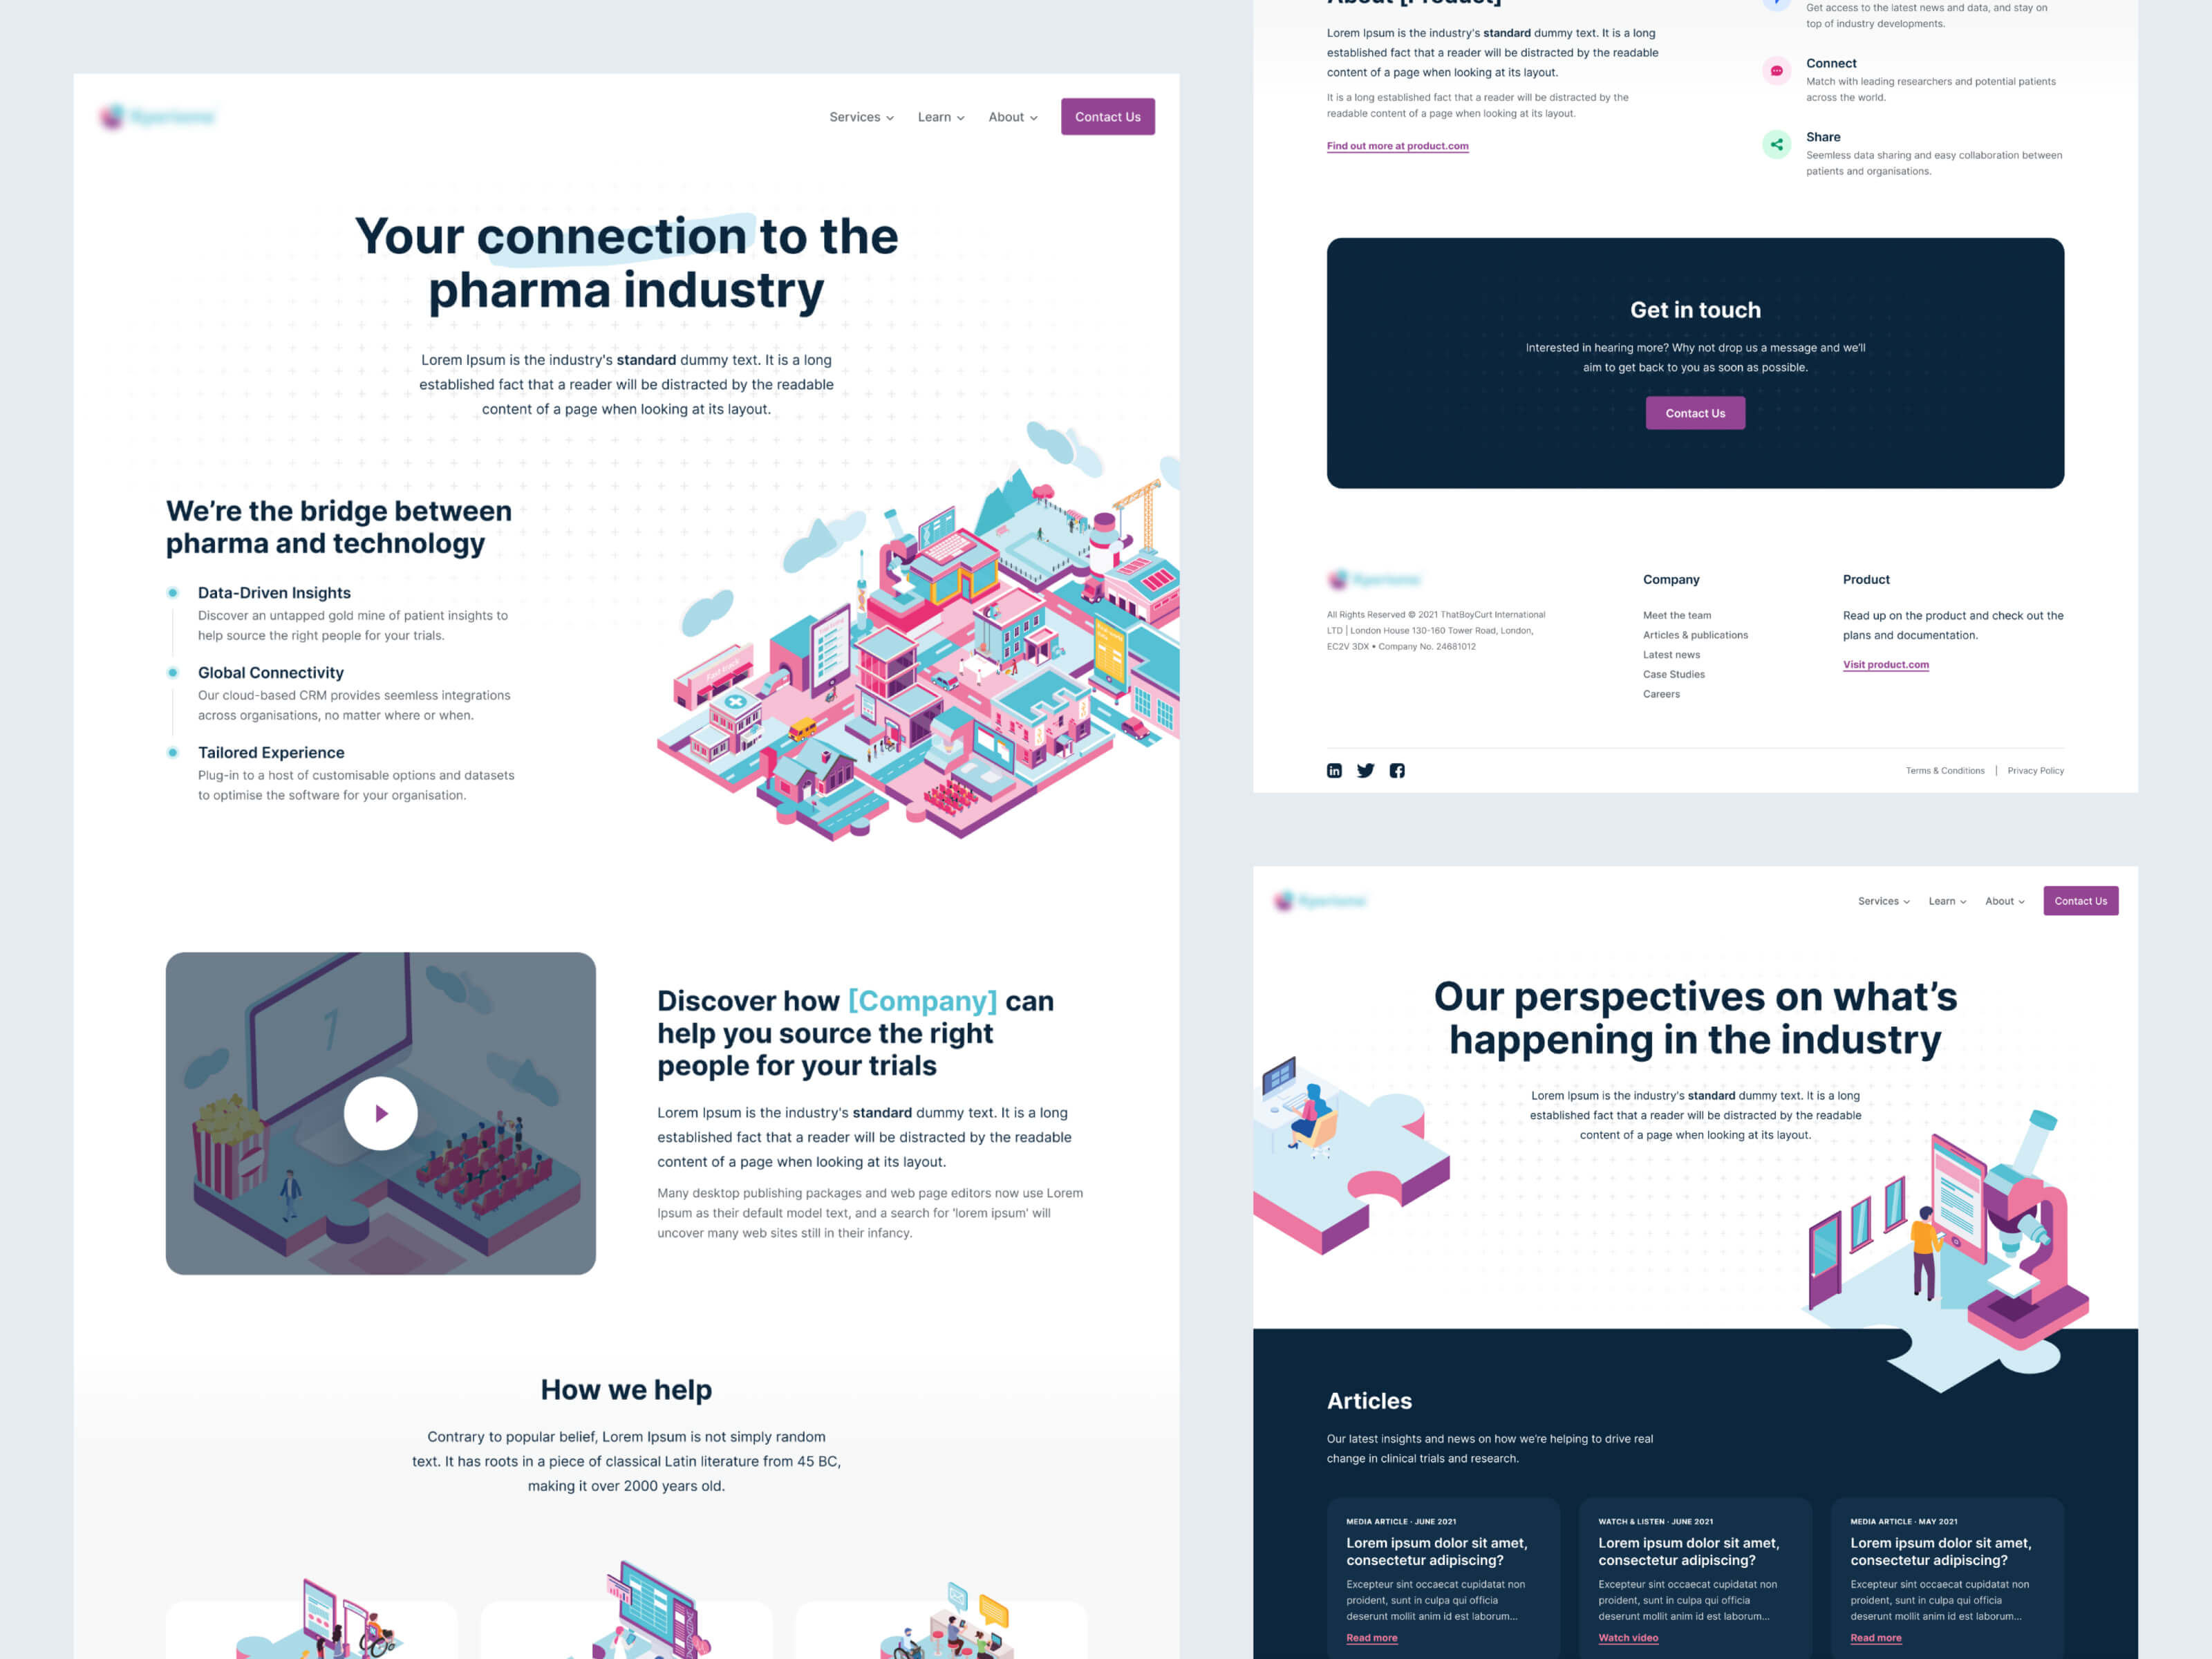 Services
Learn
About
Contact Us
Your connection to the
pharma industry
Lorem Ipsum is the industry's standard dummy text. It is a long
established fact that a reader will be distracted by the readable
content of a page when looking at its layout.
We're the bridge between
pharma and technology
Data-Driven Insights
Discover an untapped gold mine of patient insights to
help source the right people for your trials.
Global Connectivity
Our cloud-based CRM provides seemless integrations
across organisations, no matter where or when.
Tailored Experience
Plug-in to a host of customisable options and datasets
to optimise the software for your organisation.
Discover how [Company] can
help you source the right
people for your trials
Lorem Ipsum is the industry's standard dummy text. It is a long
established fact that a reader will be distracted by the readable
content of a page when looking at its layout.
Many desktop publishing packages and web page editors now use Lorem
Ipsum as their default model text, and a search for 'lorem ipsum' will
uncover many web sites still in their infancy.
How we help
Contrary to popular belief, Lorem Ipsum is not simply random
text. It has roots in a piece of classical Latin literature from 45 BC,
making it over 2000 years old.
About [Product]
Lorem Ipsum is the industry's standard dummy text. It is a long
established fact that a reader will be distracted by the readable
content of a page when looking at its layout.
It is a long established fact that a reader will be distracted by the
readable content of a page when looking at its layout.
Find out more at product.com
Get access to the latest news and data, and stay on
top of industry developments.
Connect
Match with leading researchers and potential patients
across the world.
Share
Seemless data sharing and easy collaboration between
patients and organisations.
Get in touch
Interested in hearing more? Why not drop us a message and we'll
aim to get back to you as soon as possible.
Contact Us
All Rights Reserved © 2021 ThatBoyCurt International
LTD | London House 130-160 Tower Road, London,
EC2V 3DX • Company No. 24681012
Company
Meet the team
Articles & publications
Latest news
Case Studies
Careers
Product
Read up on the product and check out the
plans and documentation.
Visit product.com
Terms & Conditions | Privacy Policy
Services
Learn
About
Contact Us
Our perspectives on what's
happening in the industry
Lorem Ipsum is the industry's standard dummy text. It is a long
established fact that a reader will be distracted by the readable
content of a page when looking at its layout.
Articles
Our latest insights and news on how we're helping to drive real
change in clinical trials and research.
MEDIA ARTICLE · JUNE 2021
Lorem ipsum dolor sit amet,
consectetur adipiscing?
Excepteur sint occaecat cupidatat non
proident, sunt in culpa qui officia
deserunt mollit anim id est laborum...
Read more
WATCH & LISTEN · JUNE 2021
Lorem ipsum dolor sit amet,
consectetur adipiscing?
Excepteur sint occaecat cupidatat non
proident, sunt in culpa qui officia
deserunt mollit anim id est laborum...
Watch video
MEDIA ARTICLE · MAY 2021
Lorem ipsum dolor sit amet,
consectetur adipiscing?
Excepteur sint occaecat cupidatat non
proident, sunt in culpa qui officia
deserunt mollit anim id est laborum...
Read more